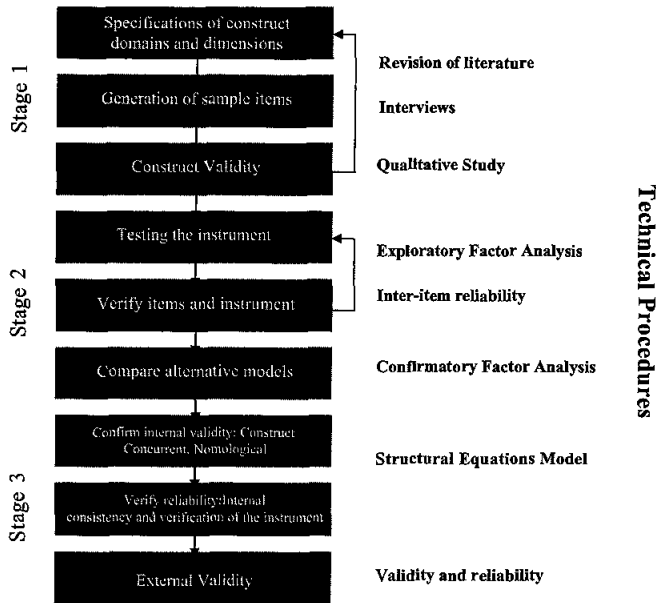 Stage 1
Specifications of construct
domains and dimensions
Generation of sample items
Construct Validity
Revision of literature
Interviews
Qualitative Study
Stage 2
Testing the instrument
Verify items and instrument
Compare alternative models
Exploratory Factor Analysis
Inter-item reliability
Confirmatory Factor Analysis
Stage 3
Confirm internal validity: Construct
Concurrent, Nomological
Verify reliability:Internal
consistency and verification of the instrument
External Validity
Structural Equations Model
Validity and reliability
Technical Procedures